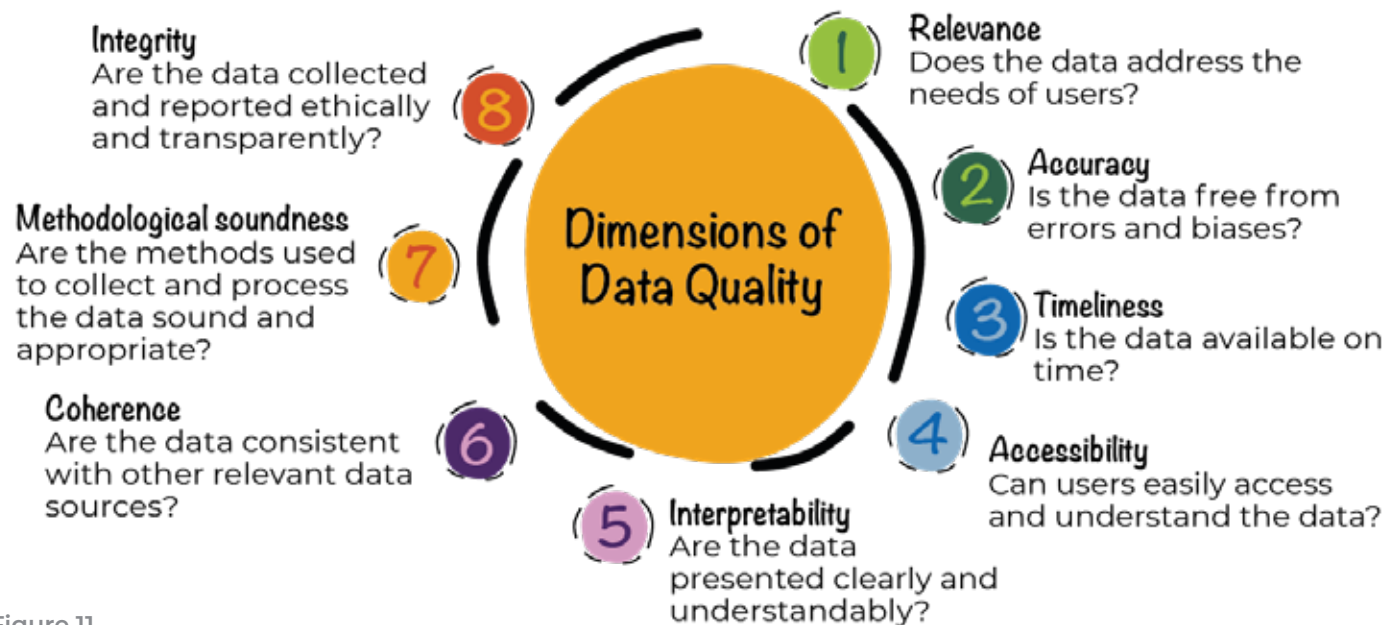 Dimensions of
Data Quality
1
Relevance
Does the data address the
needs of users?
2
Accuracy
Is the data free from
errors and biases?
3
Timeliness
Is the data available on
time?
4
Accessibility
Can users easily access
and understand the data?
5
Interpretability
Are the data
presented clearly and
understandably?
6
Coherence
Are the data consistent
with other relevant data
sources?
7
Methodological soundness
Are the methods used
to collect and process
the data sound and
appropriate?
8
Integrity
Are the data collected
and reported ethically
and transparently?
Figure 11